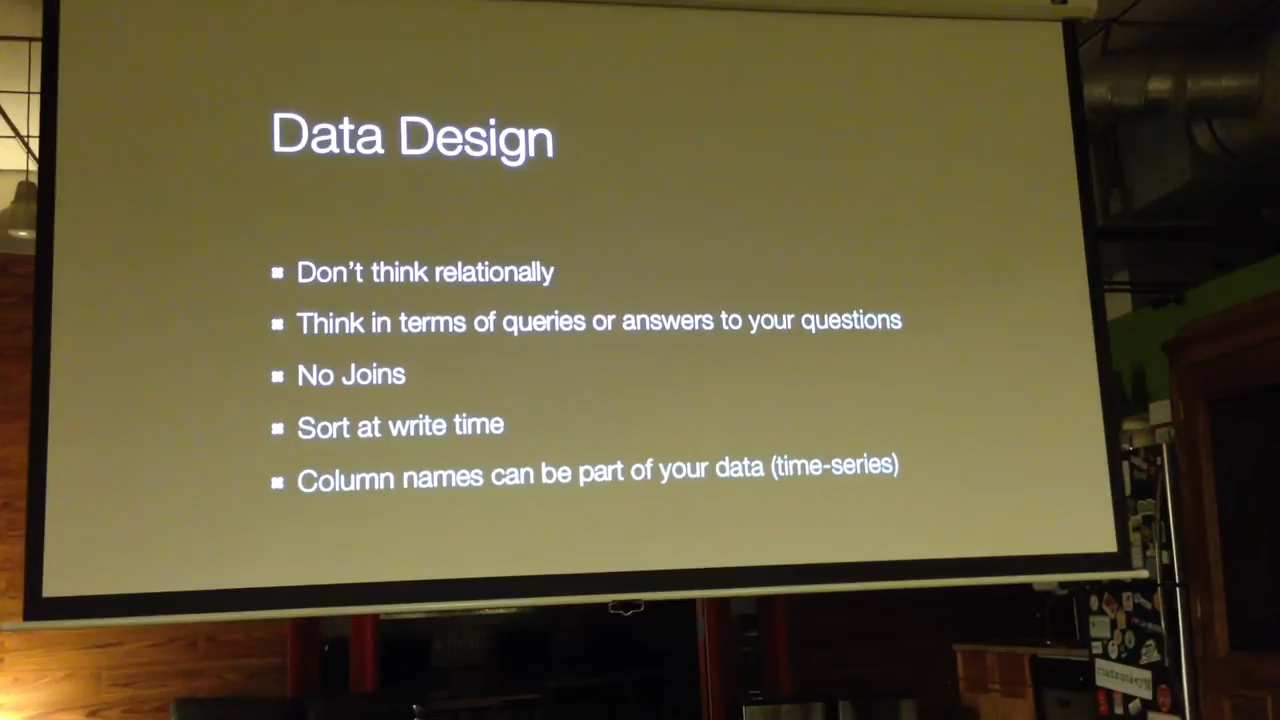 Data Design
Don't think relationally
Think in terms of queries or answers to your questions
No Joins
Sort at write time
Column names can be part of your data (time-series)